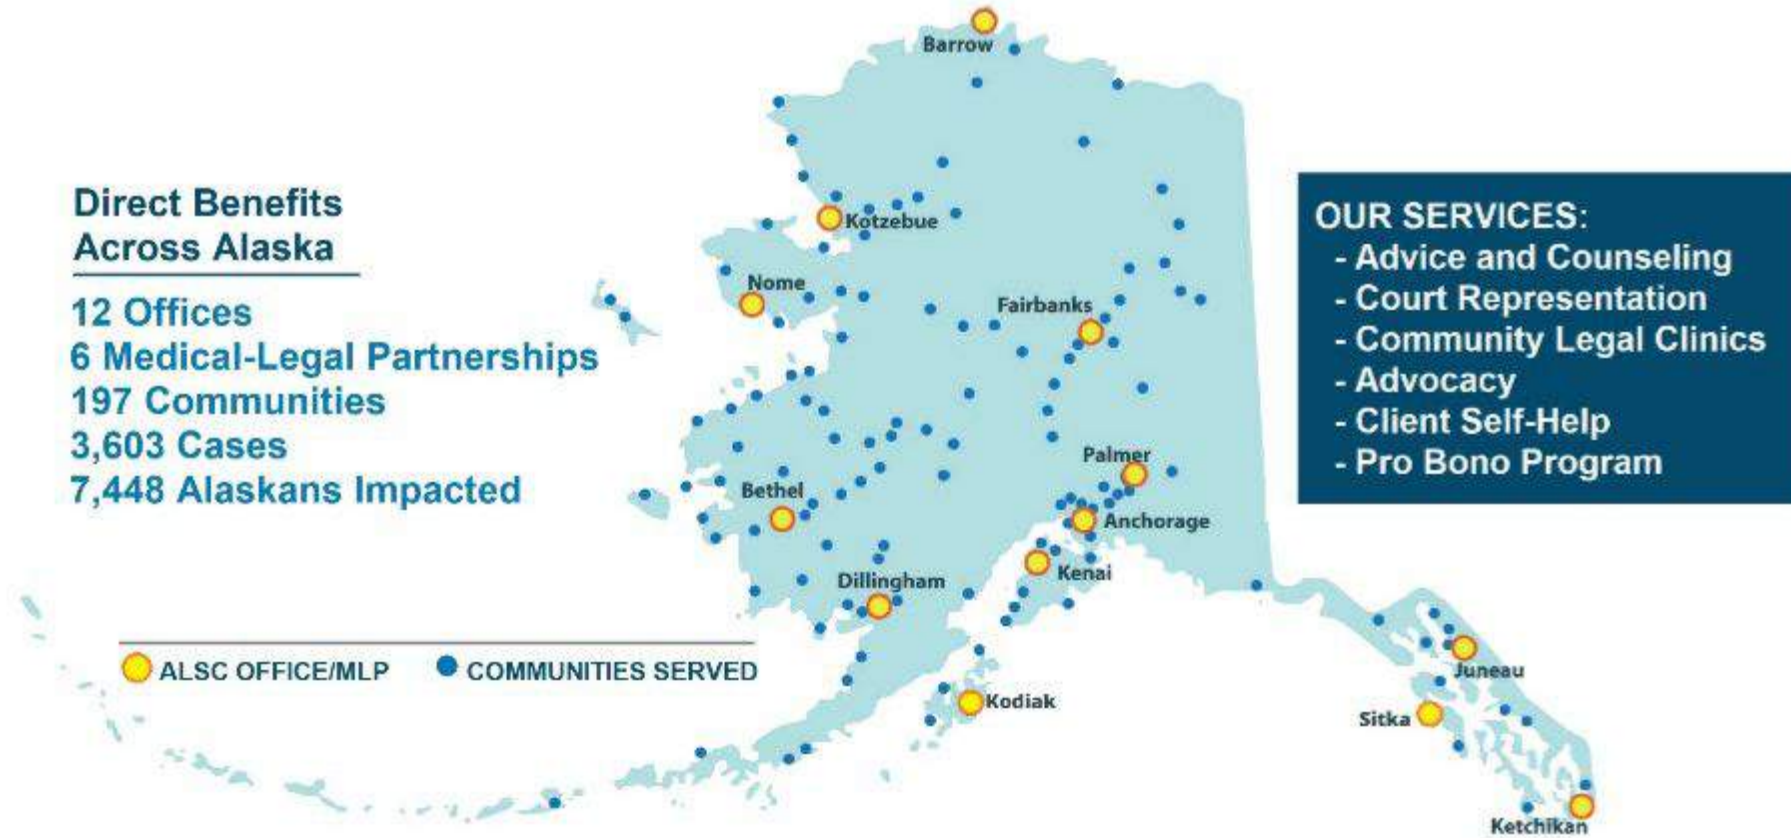 Direct Benefits
Across Alaska
12 Offices
6 Medical-Legal Partnerships
197 Communities
3,603 Cases
7,448 Alaskans Impacted
ALSC OFFICE/MLP
COMMUNITIES SERVED
Barrow
Kotzebue
Nome
Fairbanks
Palmer
Bethel
Anchorage
Kenai
Dillingham
Kodiak
Juneau
Sitka
Ketchikan
OUR SERVICES:
- Advice and Counseling
- Court Representation
- Community Legal Clinics
- Advocacy
- Client Self-Help
- Pro Bono Program